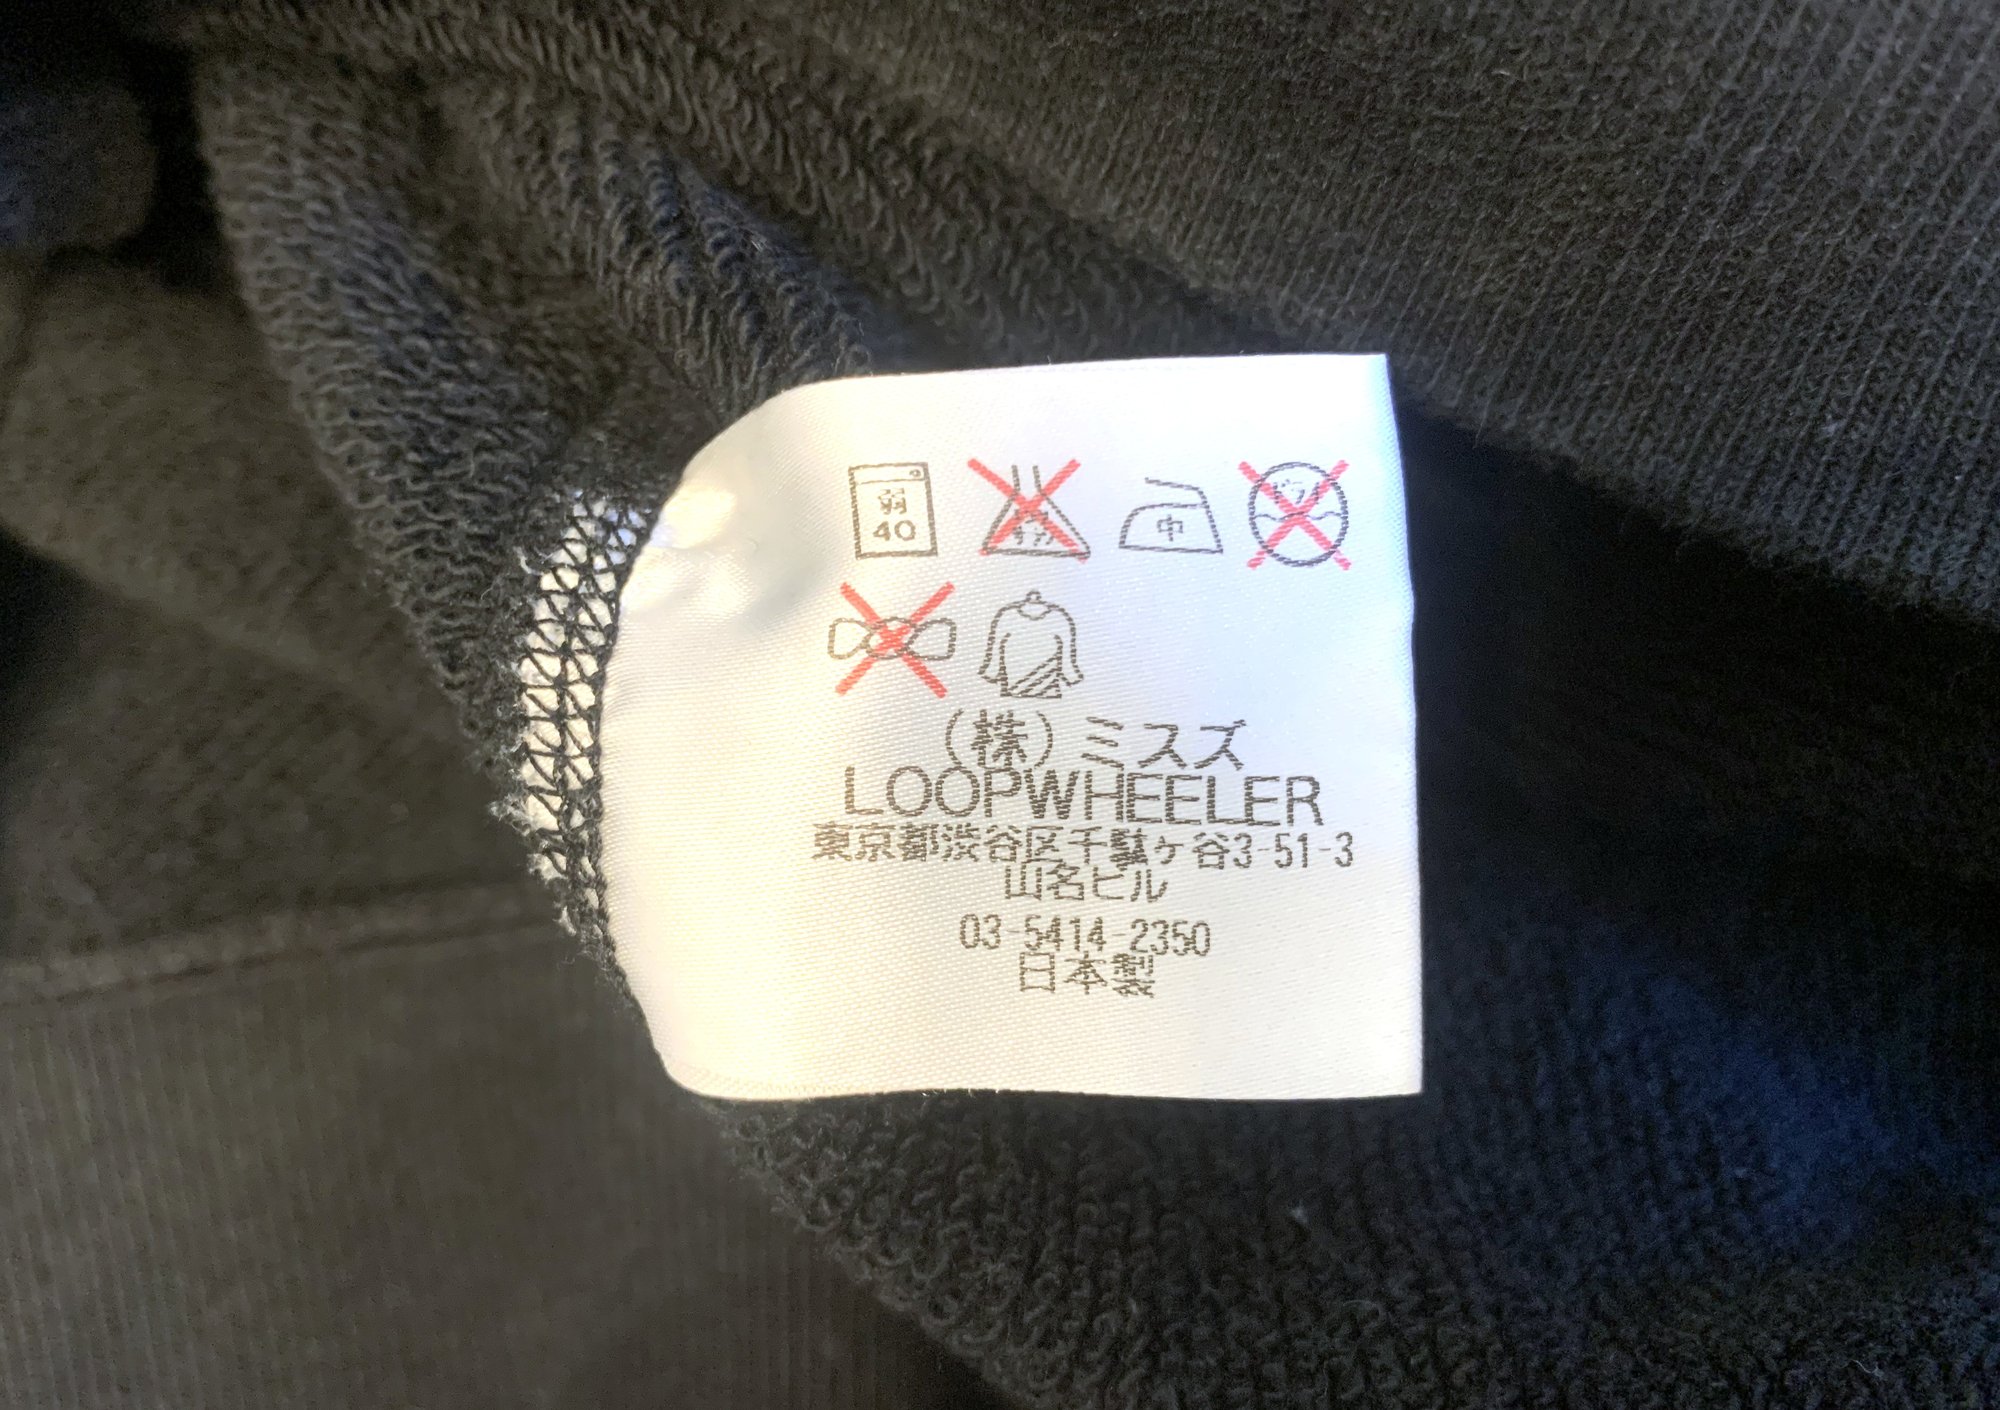 弱
40
中
(株)ミスズ
LOOPWHEELER
東京都渋谷区千駄ヶ谷3-51-3
山名ビル
03-5414-2350
日本製